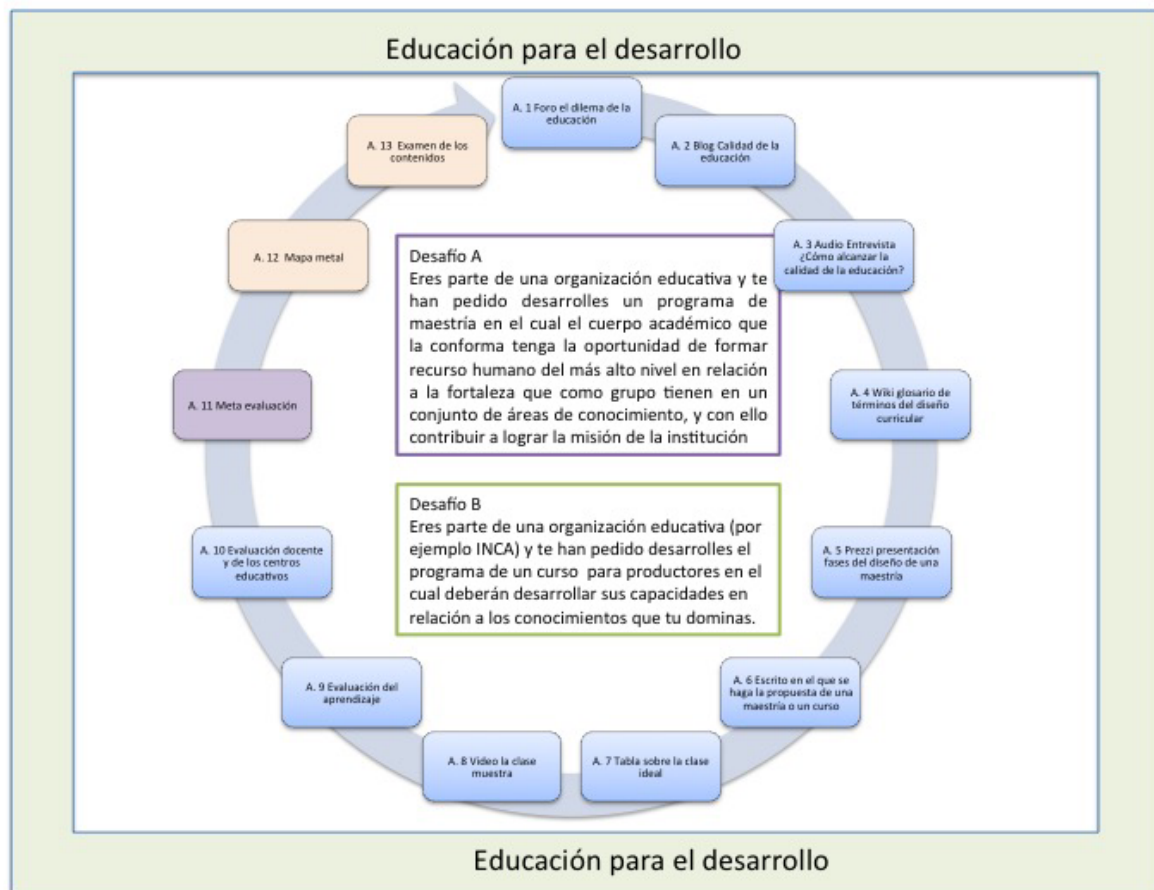 Educación para el desarrollo
A. 1 Foro el dilema de la
educación
A. 2 Blog Calidad de la
educación
A. 3 Audio Entrevista
¿Cómo alcanzar la
calidad de la educación?
A. 4 Wiki glosario de
términos del diseño
curricular
A. 5 Prezzi presentación
fases del diseño de una
maestría
A. 6 Escrito en el que se
haga la propuesta de una
maestría o un curso
A. 7 Tabla sobre la clase
ideal
A. 8 Video la clase
muestra
A. 9 Evaluación del
aprendizaje
A. 10 Evaluación docente
y de los centros
educativos
A. 11 Meta evaluación
A. 12 Mapa metal
A. 13 Examen de los
contenidos
Desafío A
Eres parte de una organización educativa y te
han pedido desarrolles un programa de
maestría en el cual el cuerpo académico que
la conforma tenga la oportunidad de formar
recurso humano del más alto nivel en relación
a la fortaleza que como grupo tienen en un
conjunto de áreas de conocimiento, y con ello
contribuir a lograr la misión de la institución
Desafío B
Eres parte de una organización educativa (por
ejemplo INCA) y te han pedido desarrolles el
programa de un curso para productores en el
cual deberán desarrollar sus capacidades en
relación a los conocimientos que tu dominas.
Educación para el desarrollo